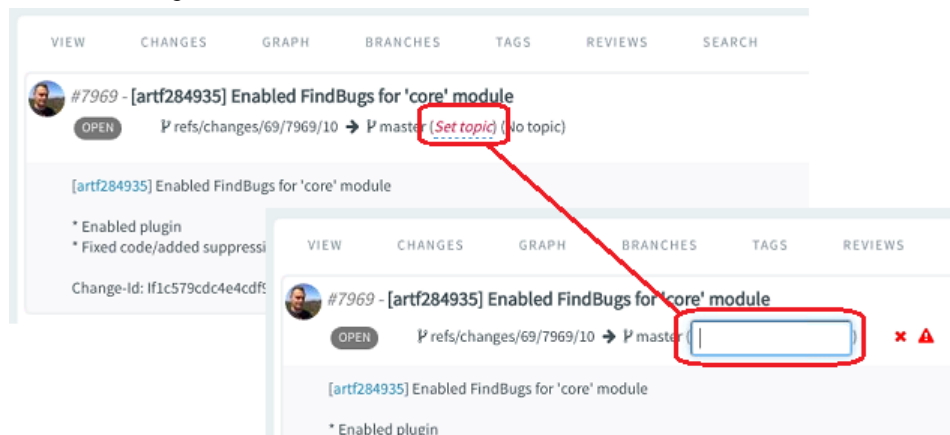 VIEW CHANGES GRAPH BRANCHES TAGS REVIEWS SEARCH
#7969 - [artf284935] Enabled FindBugs for 'core' module
OPEN refs/changes/69/7969/10 → master (Set topic) (No topic)
[artf284935] Enabled FindBugs for 'core' module
* Enabled plugin
* Fixed code/added suppressi
Change-Id: If1c579cdc4e4cdf9
VIEW CHANGES GRAPH BRANCHES TAGS REVIEWS
#7969 - [artf284935] Enabled FindBugs for 'core' module
OPEN refs/changes/69/7969/10 → master ( )
[artf284935] Enabled FindBugs for 'core' module
* Enabled plugin